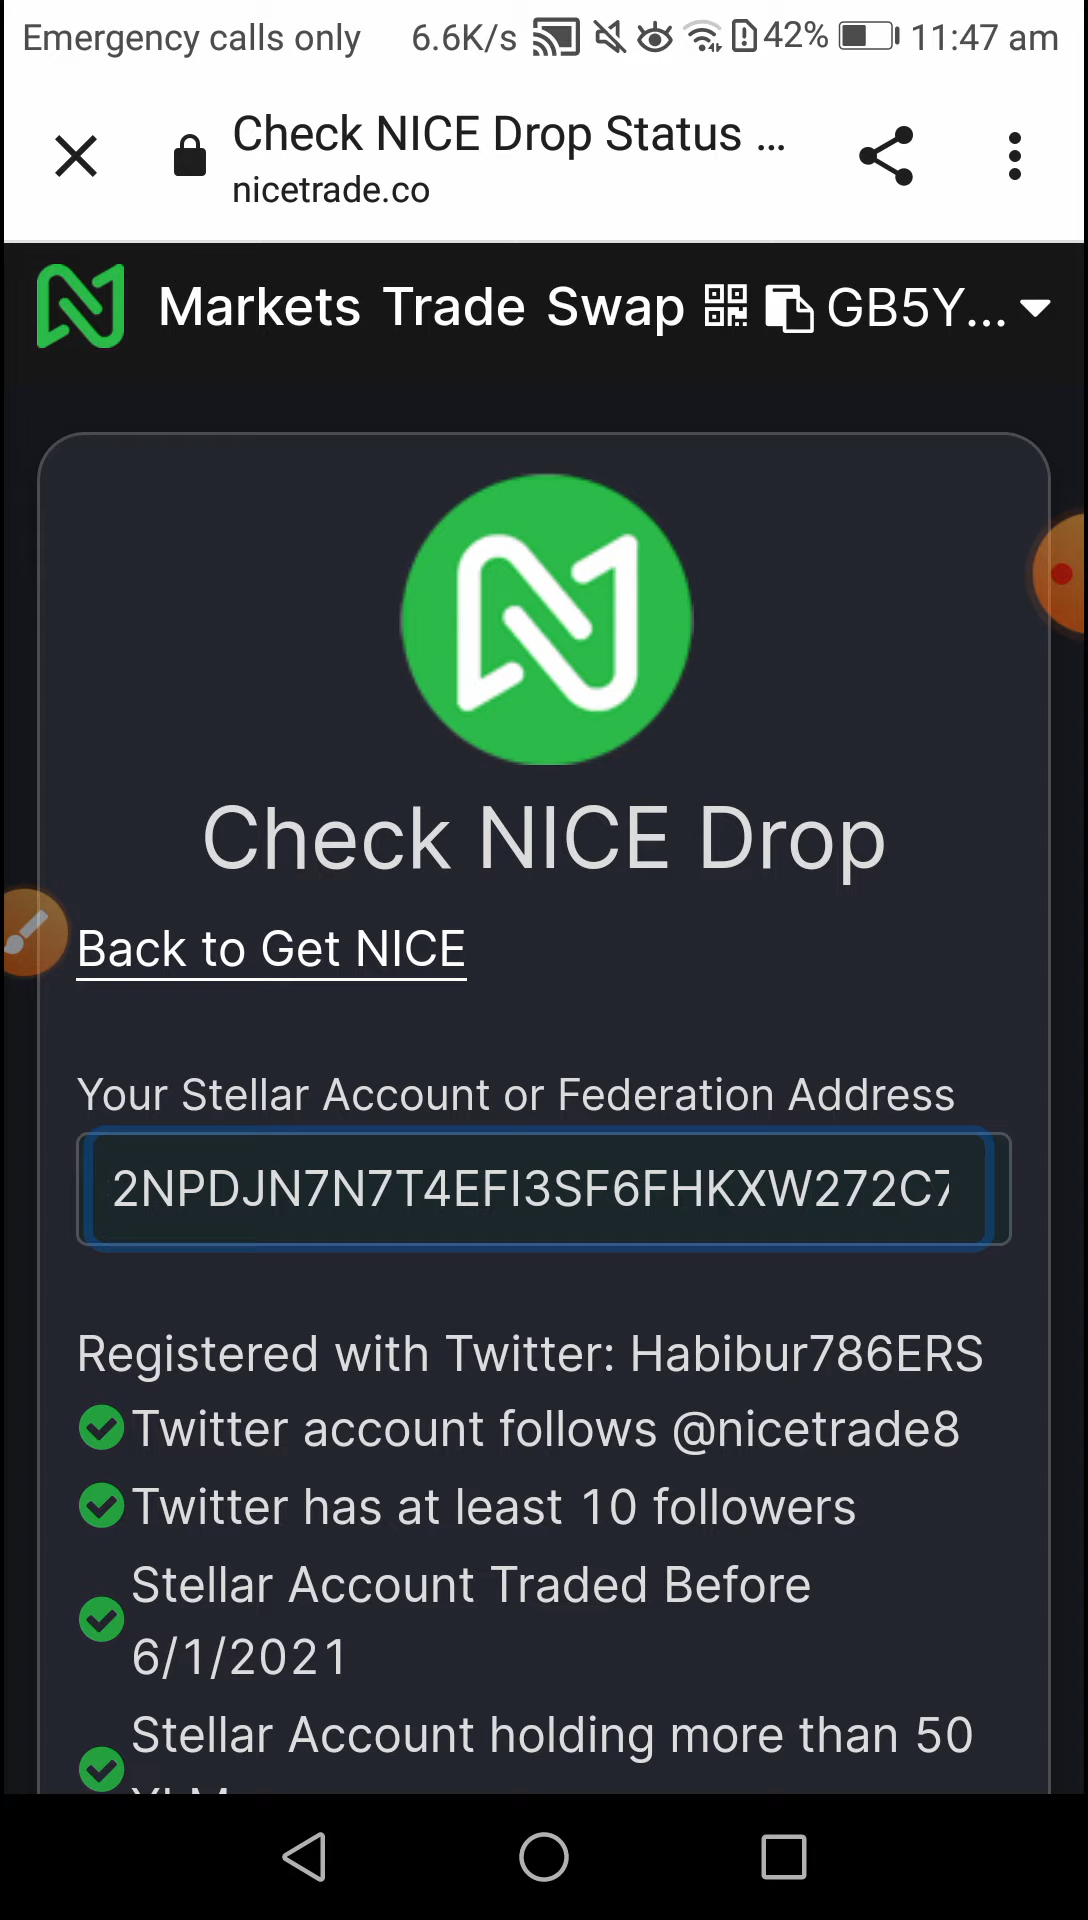 Emergency calls only 6.6K/s 42% 11:47 am
Check NICE Drop Status ...
nicetrade.co
Markets Trade Swap GB5Y...
Check NICE Drop
Back to Get NICE
Your Stellar Account or Federation Address
2NPDJN7N7T4EFI3SF6FHKXW272C7
Registered with Twitter: Habibur786ERS
Twitter account follows @nicetrade8
Twitter has at least 10 followers
Stellar Account Traded Before
6/1/2021
Stellar Account holding more than 50